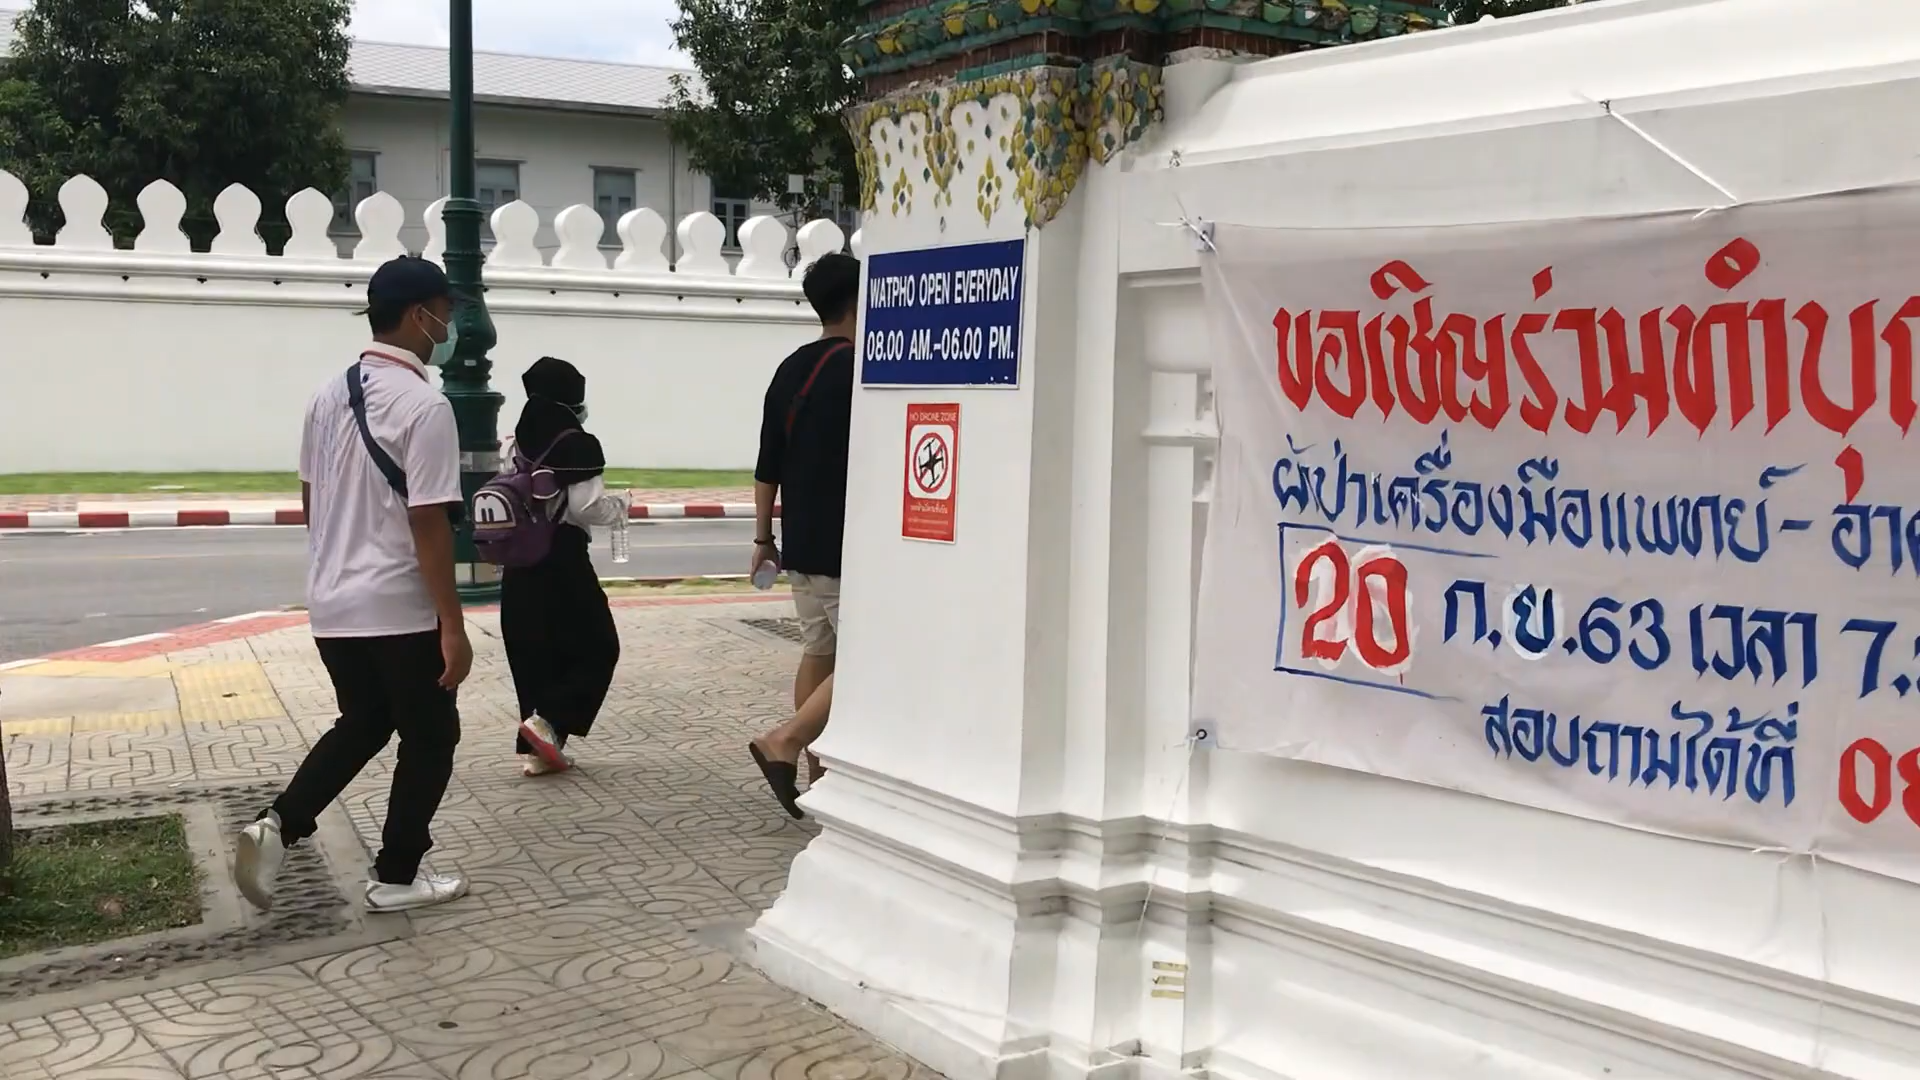 WATPHO OPEN EVERYDAY
08.00 AM.-06.00 PM.
NO DRONE ZONE
ขอเชิญร่วมทำบุ
ผ้าป่าเครื่องมือแพทย์ - อุ่า
20 ก.ย.63 เวลา 7.
สอบถามได้ที่ 08